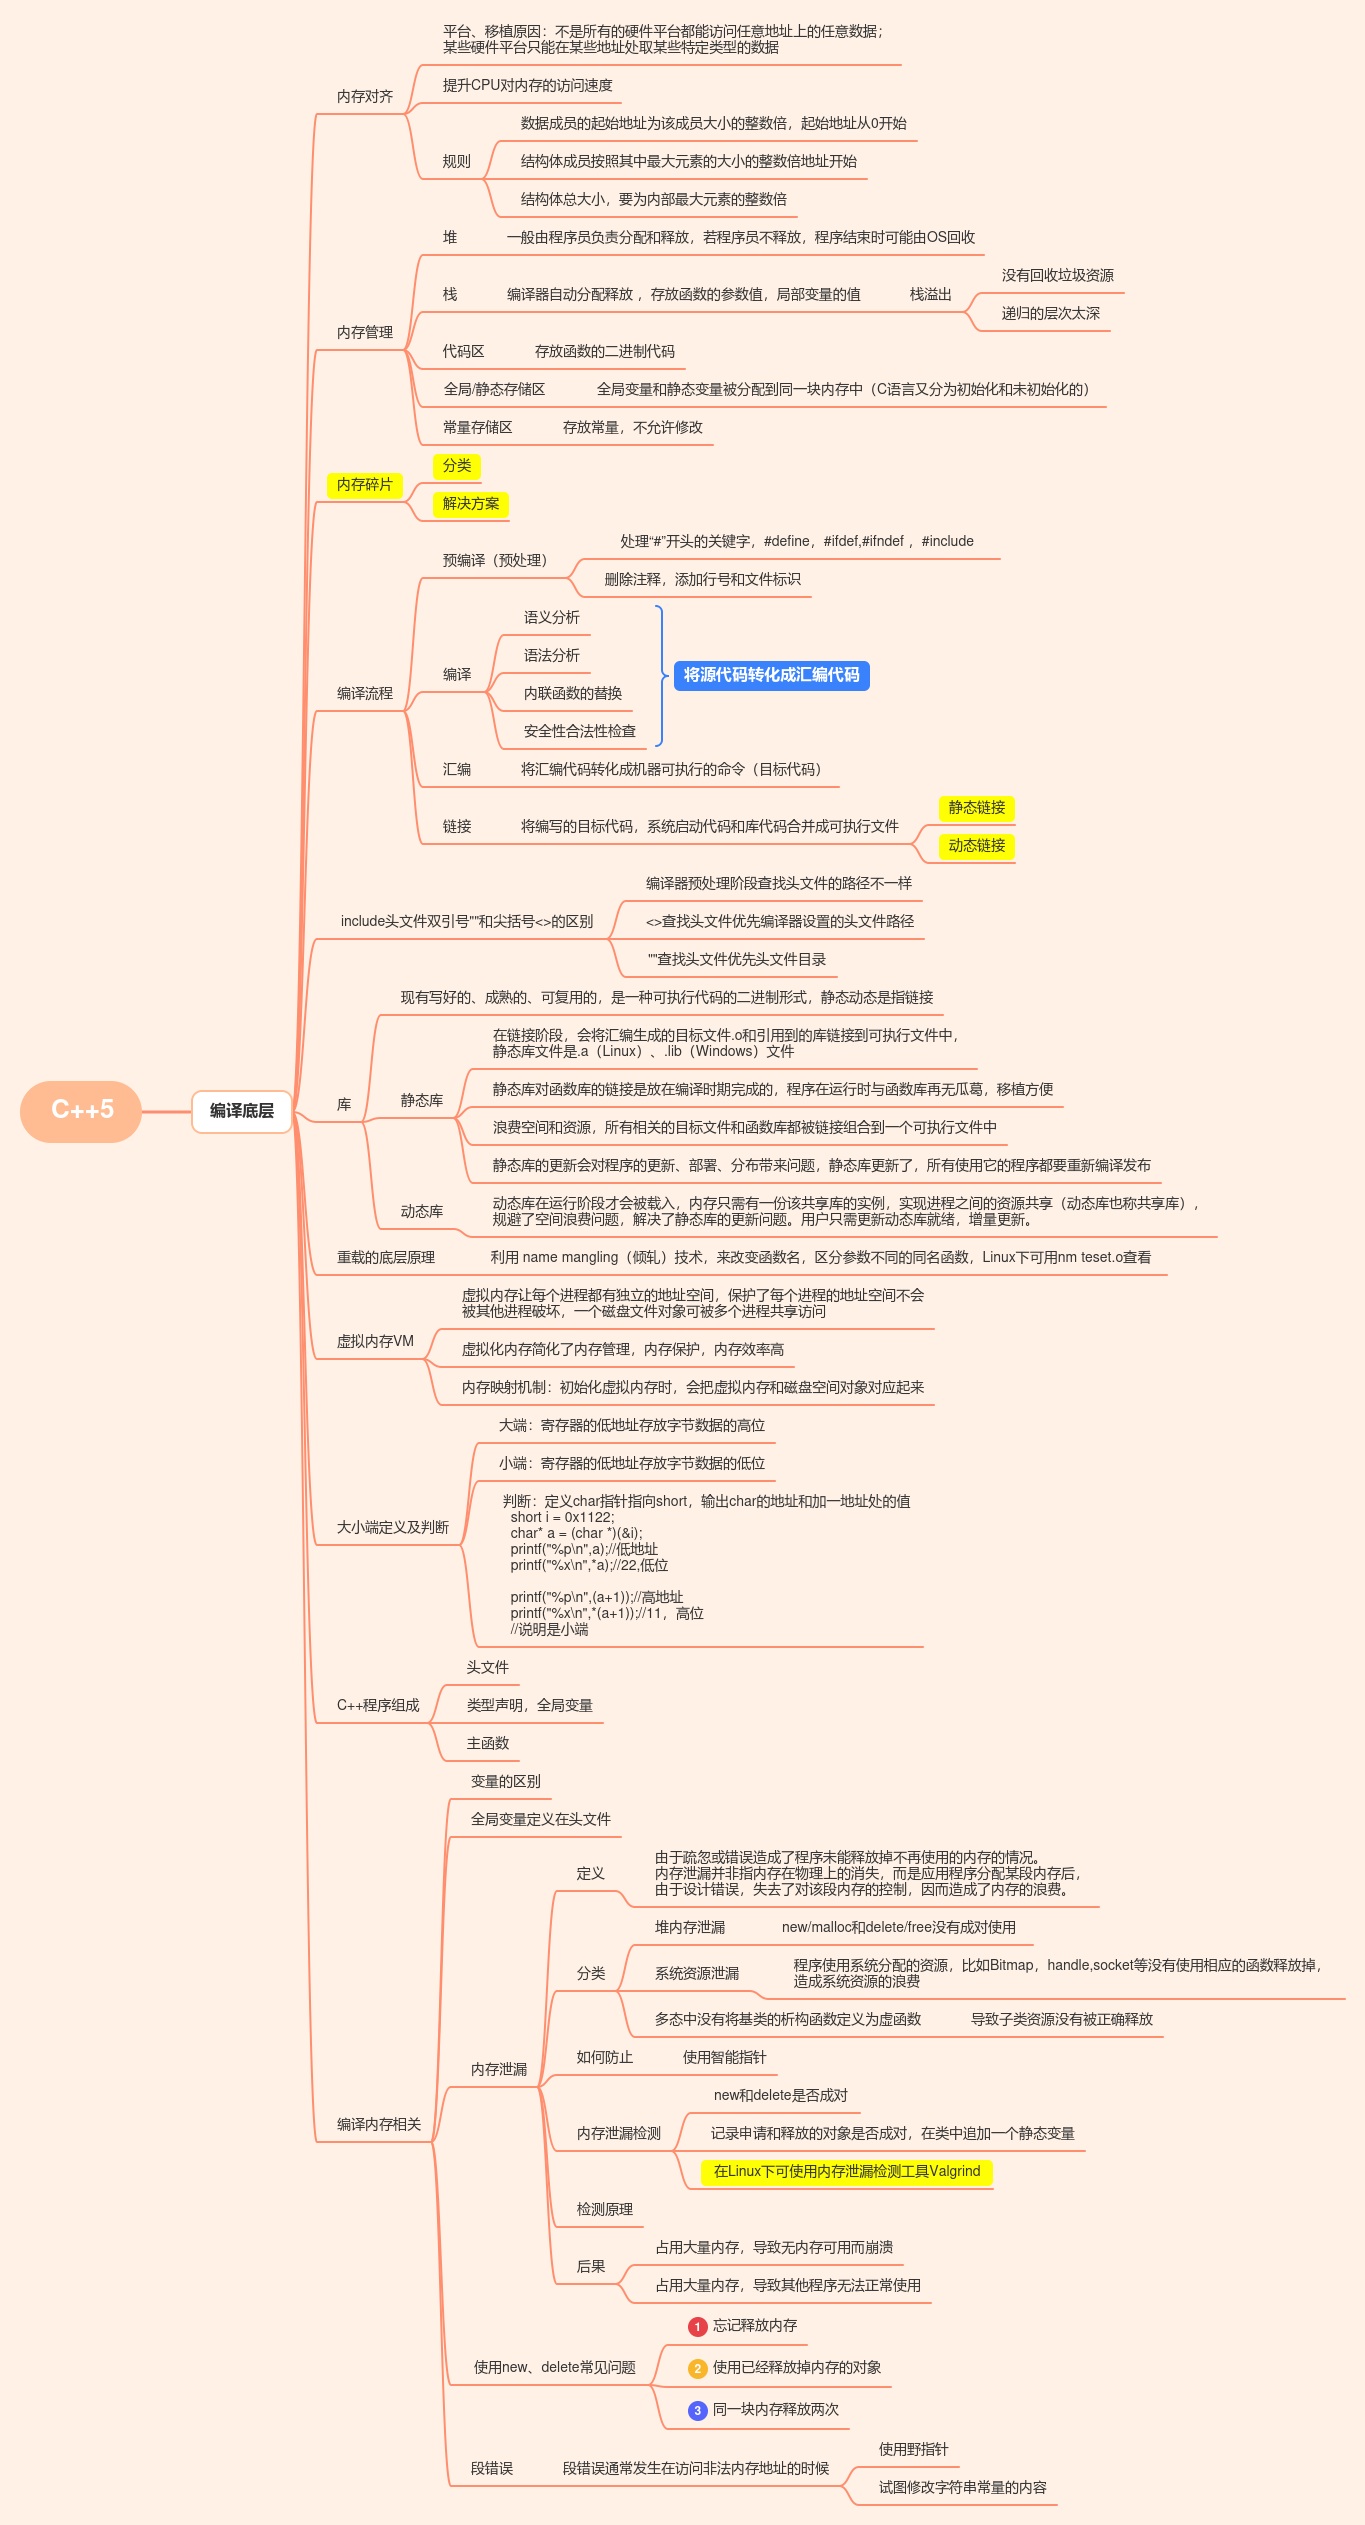 平台、移植原因：不是所有的硬件平台都能访问任意地址上的任意数据；
某些硬件平台只能在某些地址处取某些特定类型的数据
内存对齐
提升CPU对内存的访问速度
规则
数据成员的起始地址为该成员大小的整数倍，起始地址从0开始
结构体成员按照其中最大元素的大小的整数倍地址开始
结构体总大小，要为内部最大元素的整数倍
内存管理
堆
一般由程序员负责分配和释放，若程序员不释放，程序结束时可能由OS回收
栈
编译器自动分配释放 ，存放函数的参数值，局部变量的值
栈溢出
没有回收垃圾资源
递归的层次太深
代码区
存放函数的二进制代码
全局/静态存储区
全局变量和静态变量被分配到同一块内存中（C语言又分为初始化和未初始化的）
常量存储区
存放常量，不允许修改
内存碎片
分类
解决方案
编译流程
预编译（预处理）
处理“#”开头的关键字，#define，#ifdef,#ifndef ，#include
删除注释，添加行号和文件标识
编译
语义分析
语法分析
内联函数的替换
安全性合法性检查
将源代码转化成汇编代码
汇编
将汇编代码转化成机器可执行的命令（目标代码）
链接
将编写的目标代码，系统启动代码和库代码合并成可执行文件
静态链接
动态链接
include头文件双引号""和尖括号<>的区别
编译器预处理阶段查找头文件的路径不一样
<>查找头文件优先编译器设置的头文件路径
""查找头文件优先头文件目录
C++5
编译底层
库
现有写好的、成熟的、可复用的，是一种可执行代码的二进制形式，静态动态是指链接
静态库
在链接阶段，会将汇编生成的目标文件.o和引用到的库链接到可执行文件中，
静态库文件是.a（Linux）、.lib（Windows）文件
静态库对函数库的链接是放在编译时期完成的，程序在运行时与函数库再无瓜葛，移植方便
浪费空间和资源，所有相关的目标文件和函数库都被链接组合到一个可执行文件中
静态库的更新会对程序的更新、部署、分布带来问题，静态库更新了，所有使用它的程序都要重新编译发布
动态库
动态库在运行阶段才会被载入，内存只需有一份该共享库的实例，实现进程之间的资源共享（动态库也称共享库），
规避了空间浪费问题，解决了静态库的更新问题。用户只需更新动态库就绪，增量更新。
重载的底层原理
利用 name mangling（倾轧）技术，来改变函数名，区分参数不同的同名函数，Linux下可用nm teset.o查看
虚拟内存VM
虚拟内存让每个进程都有独立的地址空间，保护了每个进程的地址空间不会
被其他进程破坏，一个磁盘文件对象可被多个进程共享访问
虚拟化内存简化了内存管理，内存保护，内存效率高
内存映射机制：初始化虚拟内存时，会把虚拟内存和磁盘空间对象对应起来
大小端定义及判断
大端：寄存器的低地址存放字节数据的高位
小端：寄存器的低地址存放字节数据的低位
判断：定义char指针指向short，输出char的地址和加一地址处的值
short i = 0x1122;
char* a = (char *)(&i);
printf("%p\n",a);//低地址
printf("%x\n",*a);//22,低位
printf("%p\n",(a+1));//高地址
printf("%x\n",*(a+1));//11，高位
//说明是小端
C++程序组成
头文件
类型声明，全局变量
主函数
编译内存相关
变量的区别
全局变量定义在头文件
内存泄漏
定义
由于疏忽或错误造成了程序未能释放掉不再使用的内存的情况。
内存泄漏并非指内存在物理上的消失，而是应用程序分配某段内存后，
由于设计错误，失去了对该段内存的控制，因而造成了内存的浪费。
分类
堆内存泄漏
new/malloc和delete/free没有成对使用
系统资源泄漏
程序使用系统分配的资源，比如Bitmap，handle,socket等没有使用相应的函数释放掉，
造成系统资源的浪费
多态中没有将基类的析构函数定义为虚函数
导致子类资源没有被正确释放
如何防止
使用智能指针
内存泄漏检测
new和delete是否成对
记录申请和释放的对象是否成对，在类中追加一个静态变量
在Linux下可使用内存泄漏检测工具Valgrind
检测原理
后果
占用大量内存，导致无内存可用而崩溃
占用大量内存，导致其他程序无法正常使用
使用new、delete常见问题
1 忘记释放内存
2 使用已经释放掉内存的对象
3 同一块内存释放两次
段错误
段错误通常发生在访问非法内存地址的时候
使用野指针
试图修改字符串常量的内容